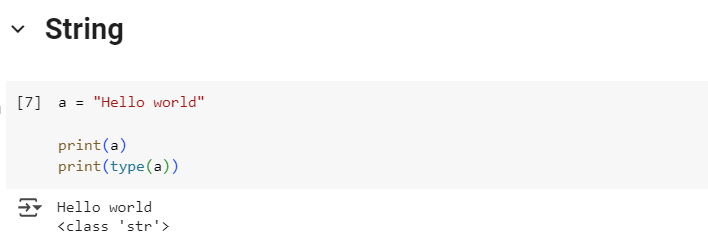 String
[7] a = "Hello world"
print(a)
print(type(a))
Hello world
<class 'str'>